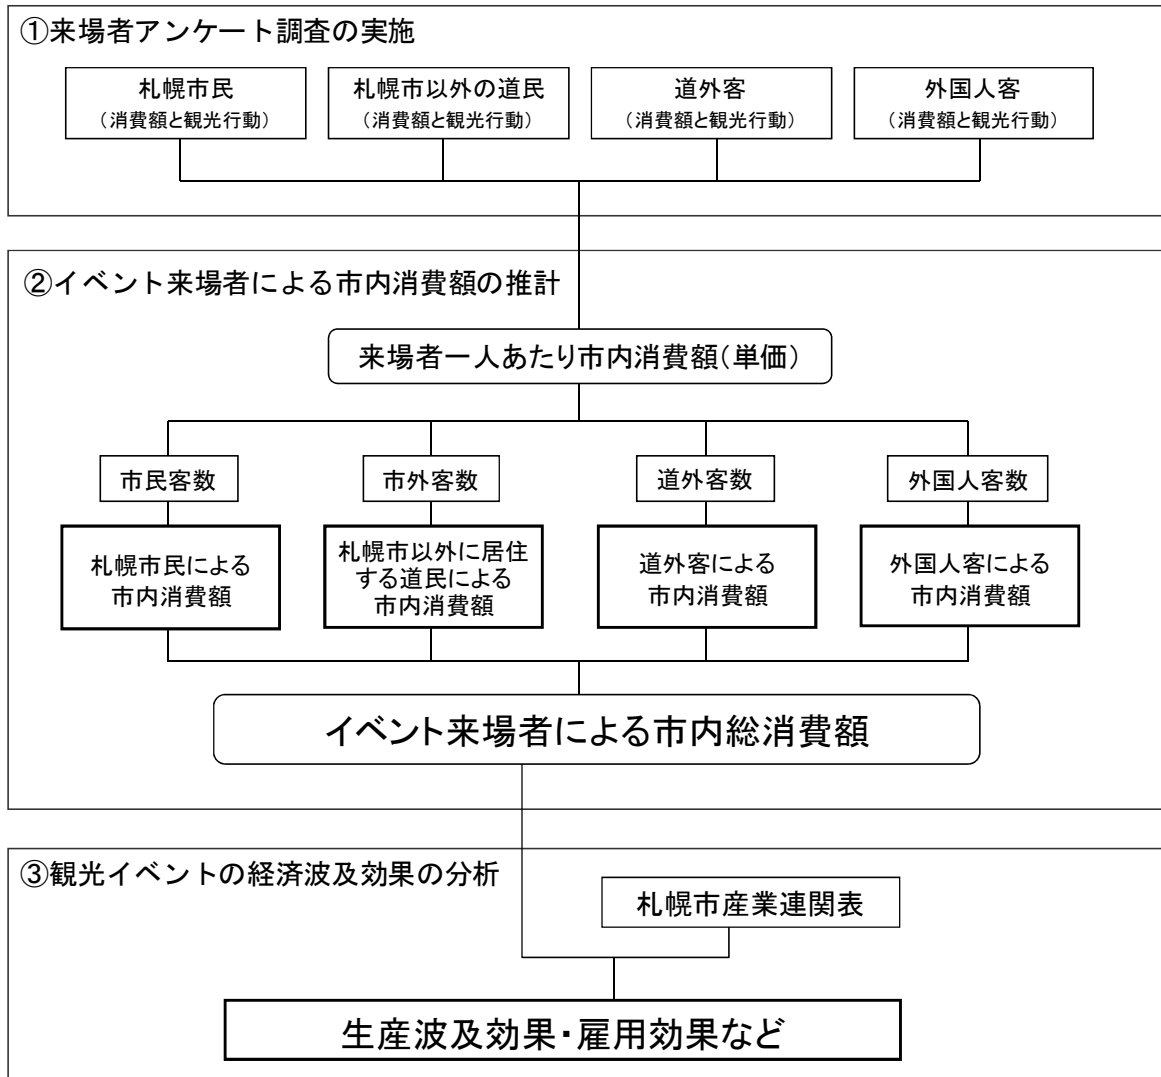 ①来場者アンケート調査の実施
札幌市民
（消費額と観光行動）
札幌市以外の道民
（消費額と観光行動）
道外客
（消費額と観光行動）
外国人客
（消費額と観光行動）
②イベント来場者による市内消費額の推計
来場者一人あたり市内消費額（単価）
市民客数
市外客数
道外客数
外国人客数
札幌市民による
市内消費額
札幌市以外に居住
する道民による
市内消費額
道外客による
市内消費額
外国人客による
市内消費額
イベント来場者による市内総消費額
③観光イベントの経済波及効果の分析
札幌市産業連関表
生産波及効果・雇用効果など